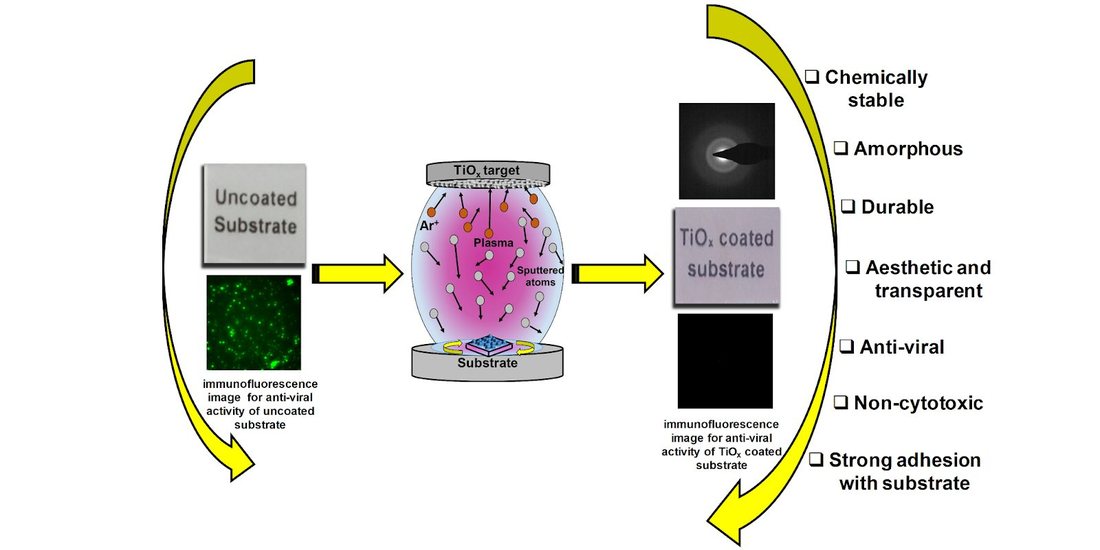 Uncoated
Substrate
immunofluorescence
image for anti-viral
activity of uncoated
substrate
TiOₓ target
Ar⁺
Plasma
Sputtered
atoms
Substrate
TiOₓ coated
substrate
immunofluorescence
image for anti-viral
activity of TiOₓ coated
substrate
❑ Chemically
stable
❑ Amorphous
❑ Durable
❑ Aesthetic and
transparent
❑ Anti-viral
❑ Non-cytotoxic
❑ Strong adhesion
with substrate